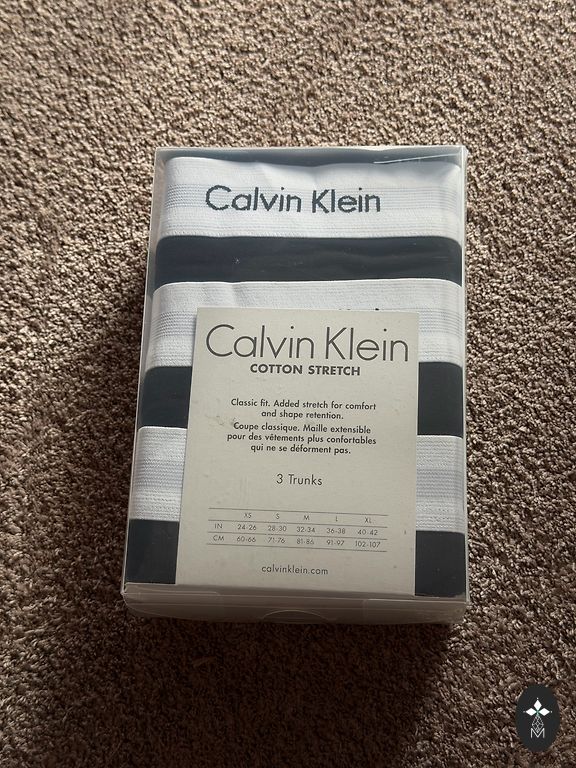 Calvin Klein
Calvin Klein
COTTON STRETCH
Classic fit. Added stretch for comfort
and shape retention.
Coupe classique. Maille extensible
pour des vêtements plus confortables
qui ne se déforment pas.
3 Trunks
XS S M L XL
IN 24-26 28-30 32-34 36-38 40-42
CM 60-66 71-76 81-86 91-97 102-107
calvinklein.com
M